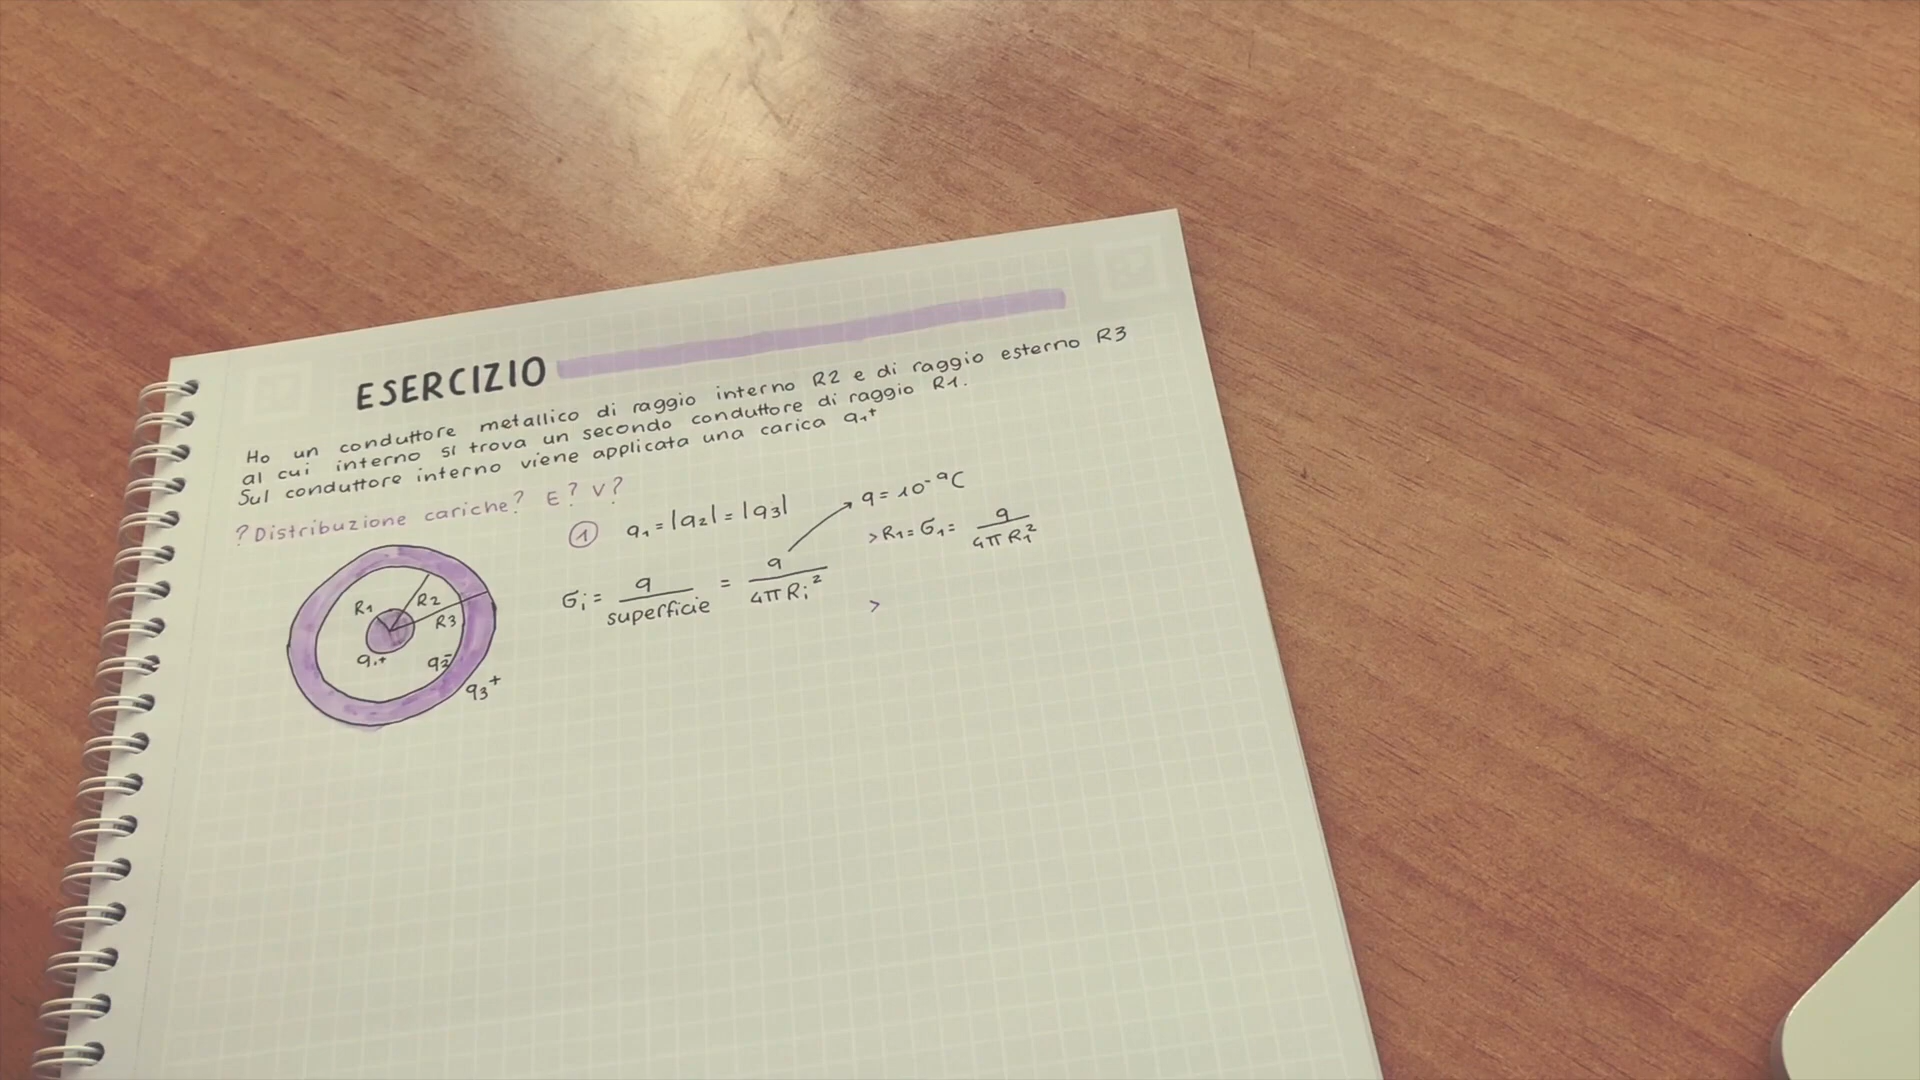 ESERCIZIO
Ho un conduttore metallico di raggio interno R2 e di raggio esterno R3
al cui interno si trova un secondo conduttore di raggio R1.
Sul conduttore interno viene applicata una carica q₁⁺
? Distribuzione cariche? E? V?
① q₁ = |q₂| = |q₃|
q = 10⁻⁹C
> R₁ = σ₁ = q / 4πR₁²
σᵢ = q / superficie = q / 4πRᵢ²
>
R1
R2
R3
q₁+
q₂⁻
q₃⁺